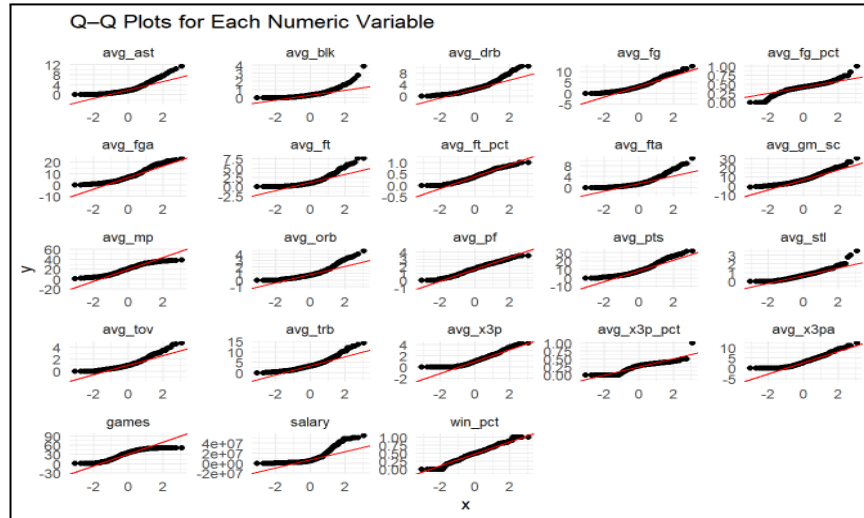 Q–Q Plots for Each Numeric Variable
avg_ast avg_blk avg_drb avg_fg avg_fg_pct
12 8 4 0
4 3 2 1 0
8 4 0
10 5 0 -5
1.00 0.75 0.50 0.25 0.00
-2 0 2 -2 0 2 -2 0 2 -2 0 2 -2 0 2
avg_fga avg_ft avg_ft_pct avg_fta avg_gm_sc
20 10 0 -10
7.5 5.0 2.5 0.0 -2.5
1.0 0.5 0.0 -0.5
8 4 0
30 20 10 0 -10
-2 0 2 -2 0 2 -2 0 2 -2 0 2 -2 0 2
avg_mp avg_orb avg_pf avg_pts avg_stl
60 40 20 0 -20
4 3 2 1 0 -1
4 2 0
30 20 10 0 -10
3 2 1 0
-2 0 2 -2 0 2 -2 0 2 -2 0 2 -2 0 2
y
avg_tov avg_trb avg_x3p avg_x3p_pct avg_x3pa
4 2 0
15 10 5 0
4 2 0 -2
1.00 0.75 0.50 0.25 0.00
10 5 0 -5
-2 0 2 -2 0 2 -2 0 2 -2 0 2 -2 0 2
games salary win_pct
90 60 30 0 -30
4e+07 2e+07 0e+00 -2e+07
1.00 0.75 0.50 0.25 0.00
-2 0 2 -2 0 2 -2 0 2
x